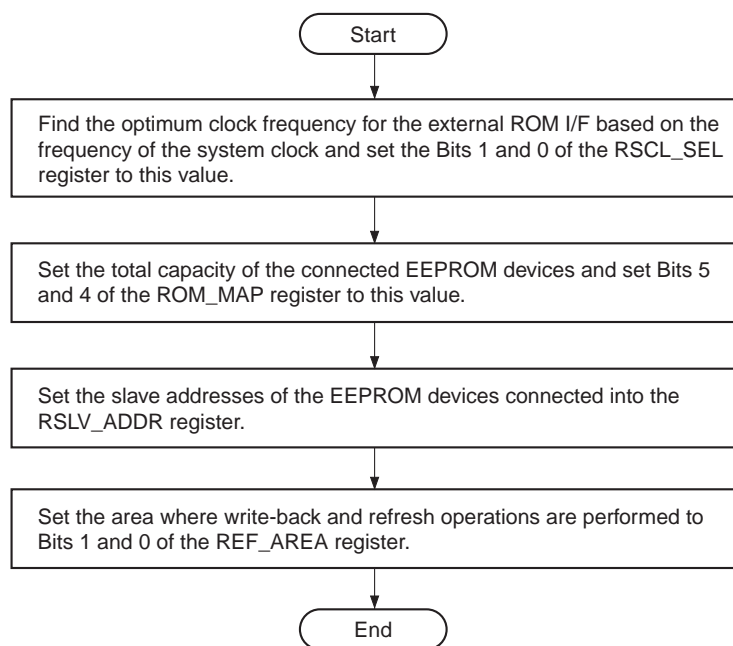 Start
Find the optimum clock frequency for the external ROM I/F based on the
frequency of the system clock and set the Bits 1 and 0 of the RSCL_SEL
register to this value.
Set the total capacity of the connected EEPROM devices and set Bits 5
and 4 of the ROM_MAP register to this value.
Set the slave addresses of the EEPROM devices connected into the
RSLV_ADDR register.
Set the area where write-back and refresh operations are performed to
Bits 1 and 0 of the REF_AREA register.
End